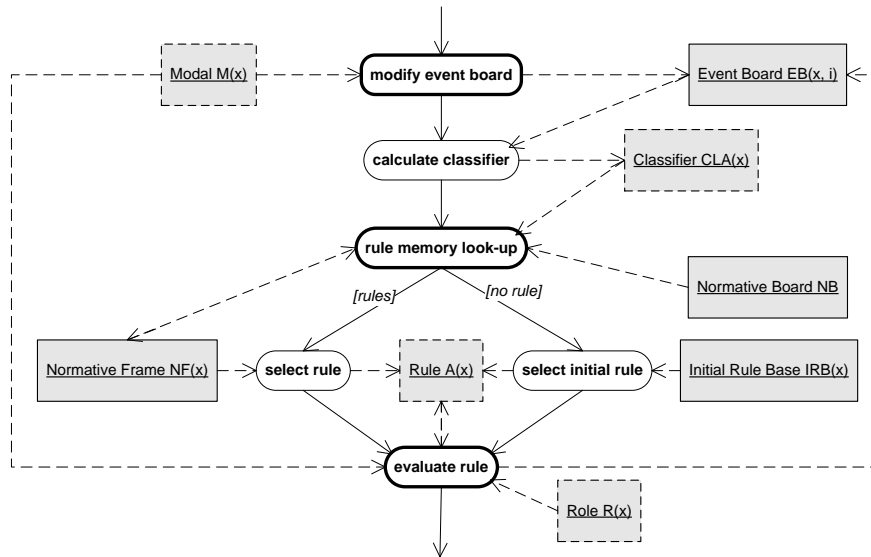 Modal M(x)
modify event board
Event Board EB(x, i)
calculate classifier
Classifier CLA(x)
rule memory look-up
Normative Board NB
[rules]
[no rule]
Normative Frame NF(x)
select rule
Rule A(x)
select initial rule
Initial Rule Base IRB(x)
evaluate rule
Role R(x)